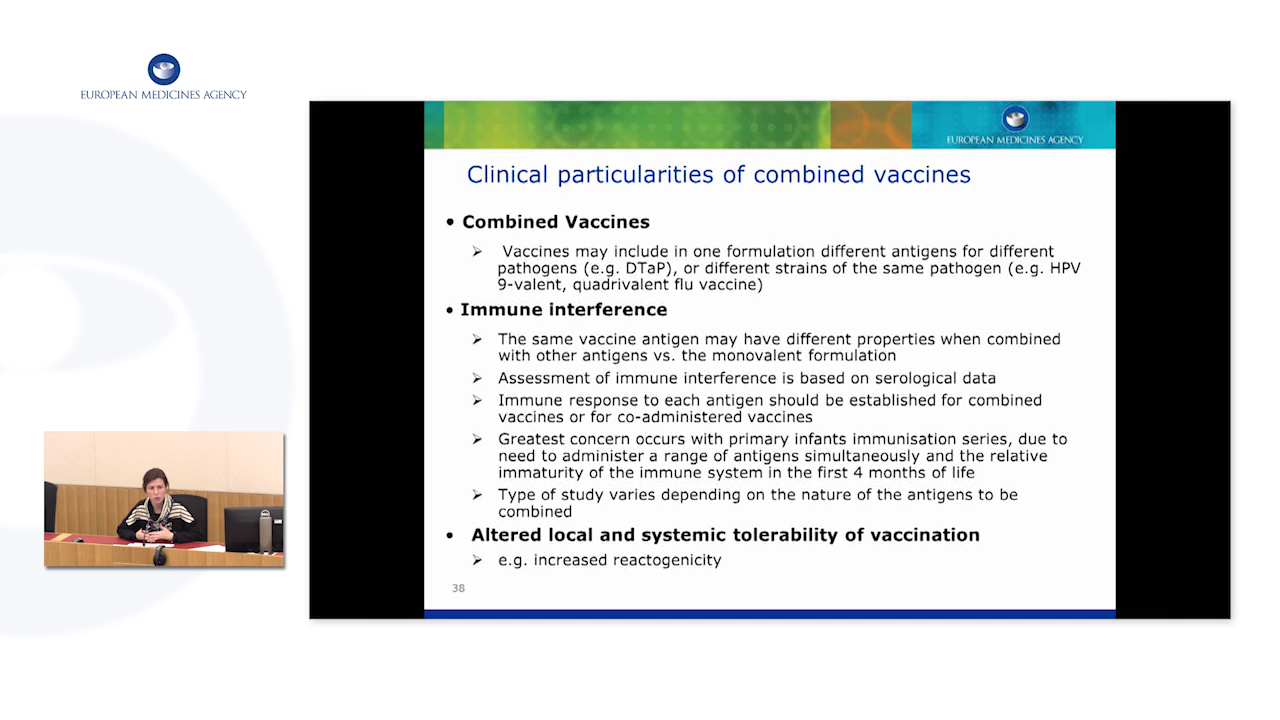 EUROPEAN MEDICINES AGENCY
EUROPEAN MEDICINES AGENCY
Clinical particularities of combined vaccines
• Combined Vaccines
➢ Vaccines may include in one formulation different antigens for different
pathogens (e.g. DTaP), or different strains of the same pathogen (e.g. HPV
9-valent, quadrivalent flu vaccine)
• Immune interference
➢ The same vaccine antigen may have different properties when combined
with other antigens vs. the monovalent formulation
➢ Assessment of immune interference is based on serological data
➢ Immune response to each antigen should be established for combined
vaccines or for co-administered vaccines
➢ Greatest concern occurs with primary infants immunisation series, due to
need to administer a range of antigens simultaneously and the relative
immaturity of the immune system in the first 4 months of life
➢ Type of study varies depending on the nature of the antigens to be
combined
• Altered local and systemic tolerability of vaccination
➢ e.g. increased reactogenicity
38